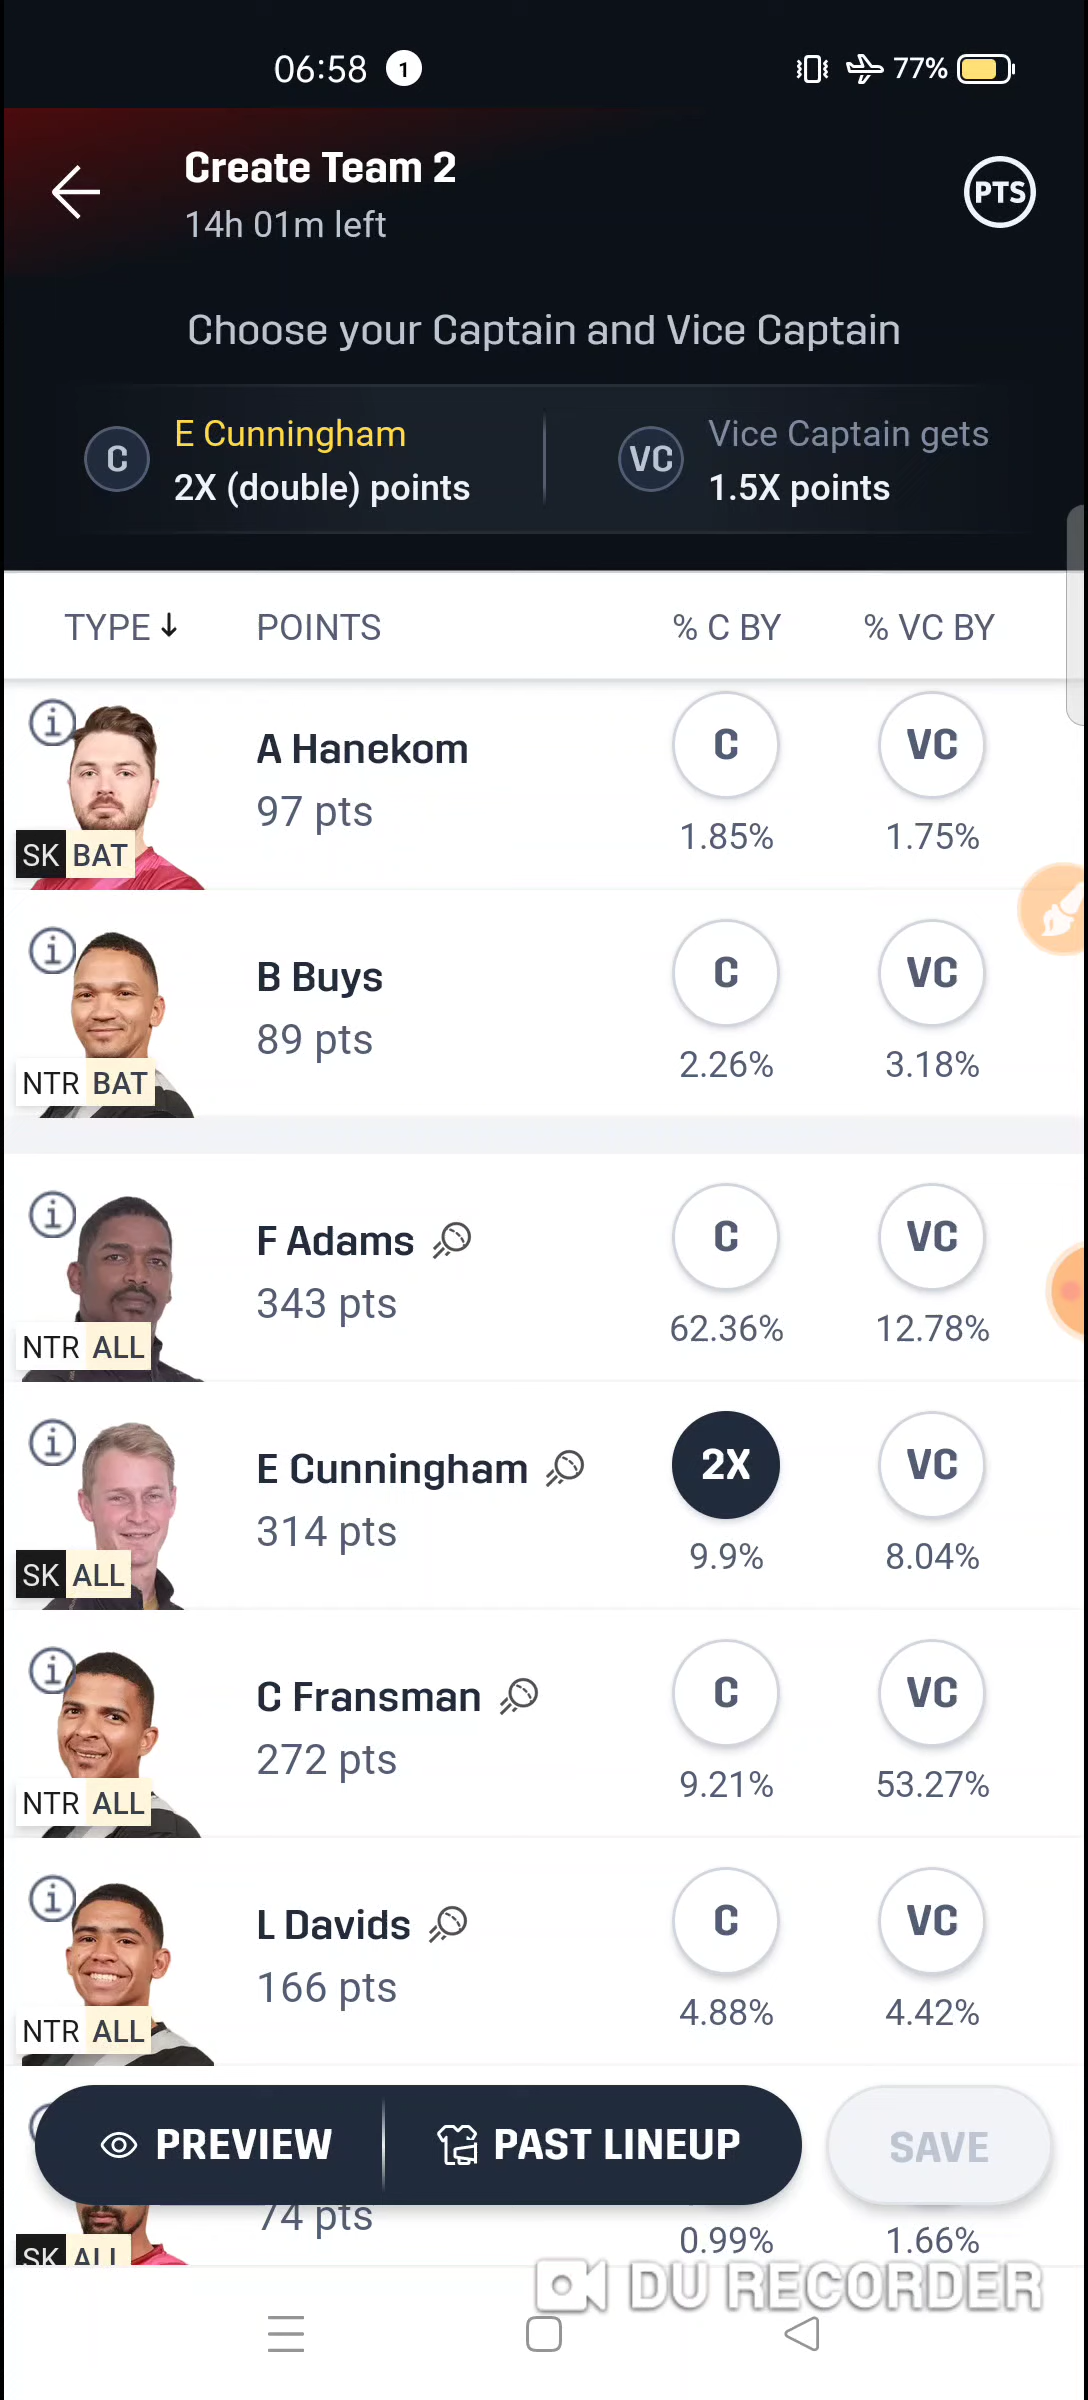 06:58 1 77%
Create Team 2
14h 01m left
PTS
Choose your Captain and Vice Captain
C E Cunningham
2X (double) points
VC Vice Captain gets
1.5X points
TYPE POINTS % C BY % VC BY
A Hanekom C VC
97 pts 1.85% 1.75%
SK BAT
B Buys C VC
89 pts 2.26% 3.18%
NTR BAT
F Adams C VC
343 pts 62.36% 12.78%
NTR ALL
E Cunningham 2X VC
314 pts 9.9% 8.04%
SK ALL
C Fransman C VC
272 pts 9.21% 53.27%
NTR ALL
L Davids C VC
166 pts 4.88% 4.42%
NTR ALL
PREVIEW PAST LINEUP SAVE
74 pts 0.99% 1.66%
SK ALL
DU RECORDER